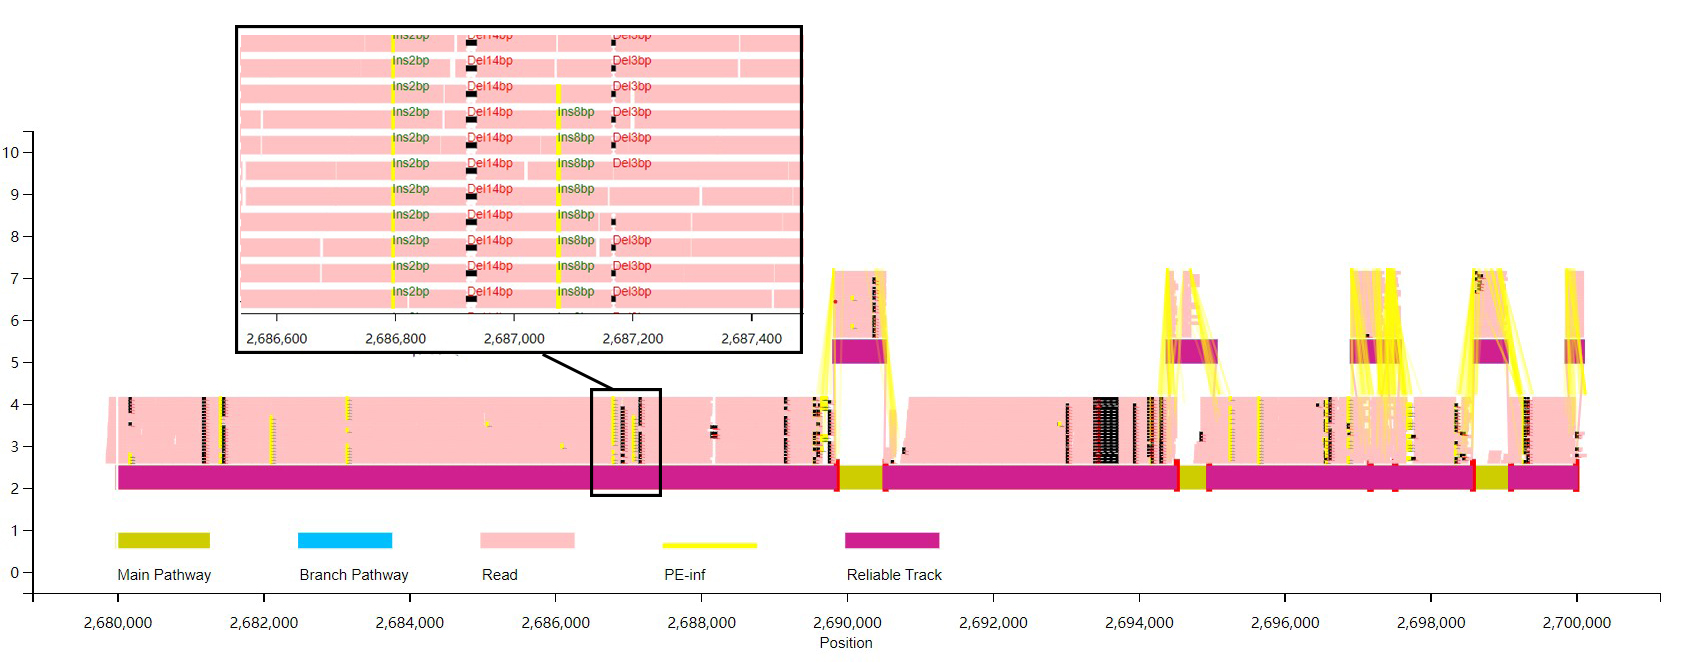 Ins2bp Del14bp Del3bp
Ins2bp Del14bp Del3bp
Ins2bp Del14bp Del3bp
Ins2bp Del14bp Ins8bp Del3bp
Ins2bp Del14bp Ins8bp Del3bp
Ins2bp Del14bp Ins8bp Del3bp
Ins2bp Del14bp Ins8bp
Ins2bp Del14bp Ins8bp
Ins2bp Del14bp Ins8bp Del3bp
Ins2bp Del14bp Ins8bp Del3bp
Ins2bp Del14bp Ins8bp Del3bp
2,686,600 2,686,800 2,687,000 2,687,200 2,687,400
10
9
8
7
6
5
4
3
2
1
0
Main Pathway Branch Pathway Read PE-inf Reliable Track
2,680,000 2,682,000 2,684,000 2,686,000 2,688,000 2,690,000 2,692,000 2,694,000 2,696,000 2,698,000 2,700,000
Position